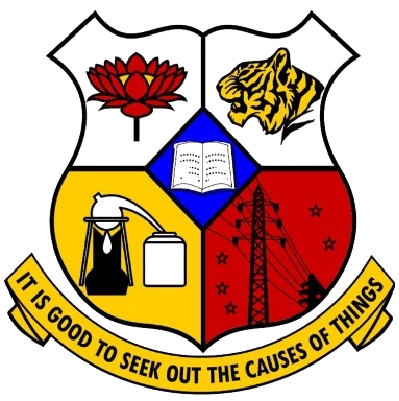 IT IS GOOD TO SEEK OUT THE CAUSES OF THINGS